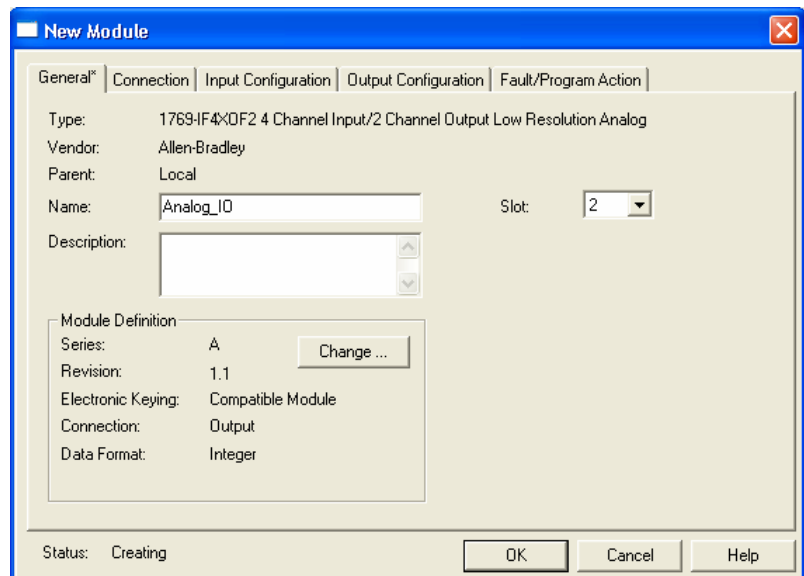 New Module
General* Connection Input Configuration Output Configuration Fault/Program Action
Type: 1769-IF4XOF2 4 Channel Input/2 Channel Output Low Resolution Analog
Vendor: Allen-Bradley
Parent: Local
Name: Analog_IO Slot: 2
Description:
Module Definition
Series: A Change ...
Revision: 1.1
Electronic Keying: Compatible Module
Connection: Output
Data Format: Integer
Status: Creating OK Cancel Help